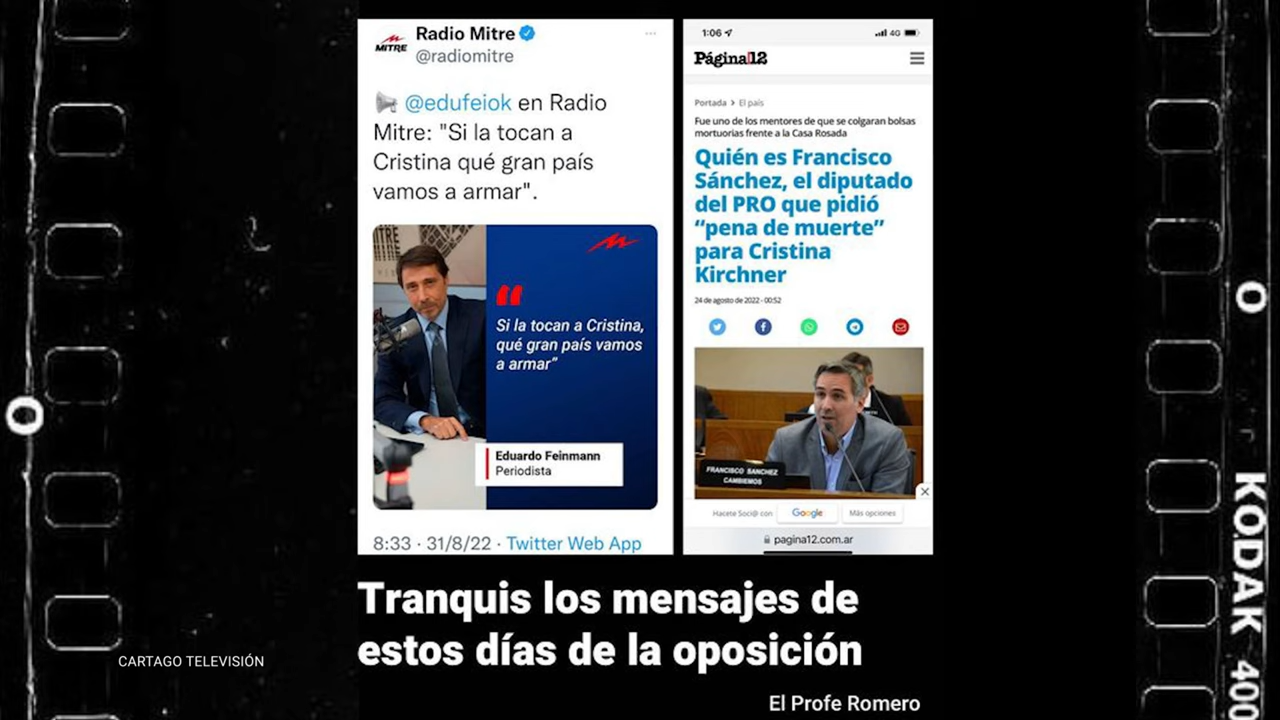 Radio Mitre
MITRE
@radiomitre
@edufeiok en Radio
Mitre: "Si la tocan a
Cristina qué gran país
vamos a armar".
MITRE
Si la tocan a Cristina,
qué gran país vamos
a armar"
Eduardo Feinmann
Periodista
8:33 · 31/8/22 · Twitter Web App
1:06
4G
Página12
Portada > El país
Fue uno de los mentores de que se colgaran bolsas
mortuorias frente a la Casa Rosada
Quién es Francisco
Sánchez, el diputado
del PRO que pidió
“pena de muerte”
para Cristina
Kirchner
24 de agosto de 2022 - 00:52
FRANCISCO SANCHEZ
CAMBIEMOS
Hacete Soci@ con
Google
Más opciones
pagina12.com.ar
Tranquis los mensajes de
estos días de la oposición
El Profe Romero
CARTAGO TELEVISIÓN
KODAK 400